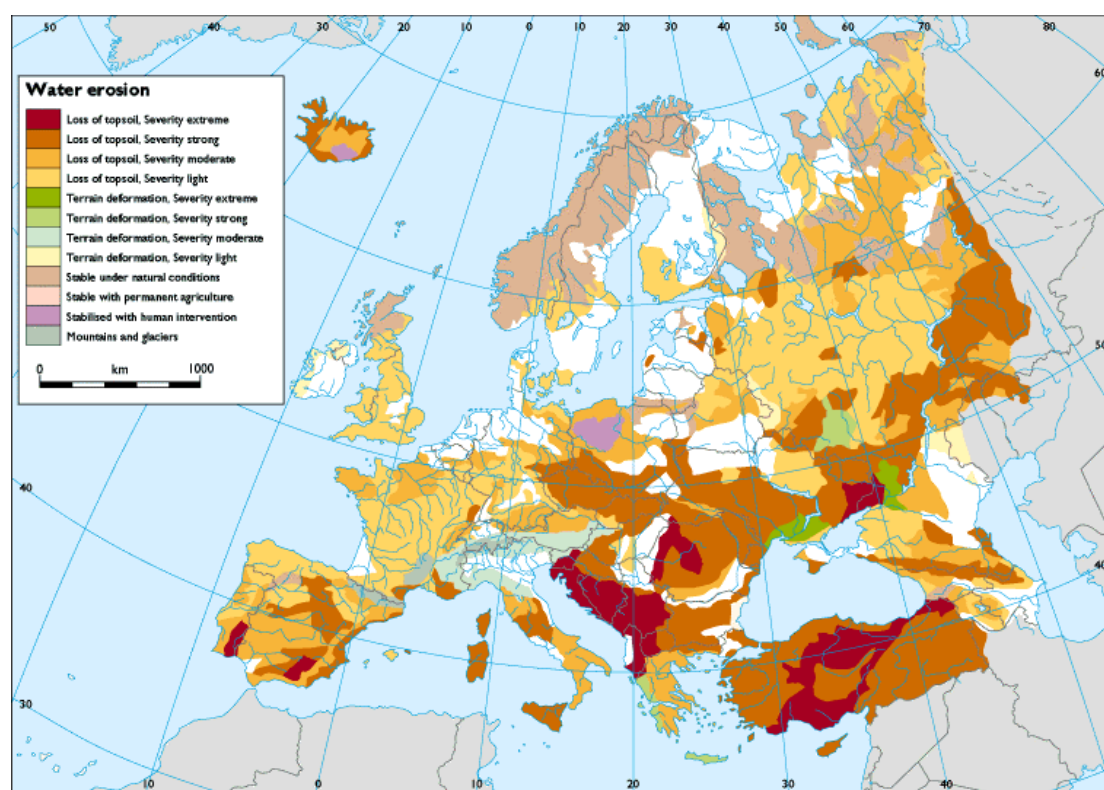 50 40 30 20 10 0 10 20 30 40 50 60 70 80
60
Water erosion
Loss of topsoil, Severity extreme
Loss of topsoil, Severity strong
Loss of topsoil, Severity moderate
Loss of topsoil, Severity light
Terrain deformation, Severity extreme
Terrain deformation, Severity strong
Terrain deformation, Severity moderate
Terrain deformation, Severity light
Stable under natural conditions
Stable with permanent agriculture
Stabilised with human intervention
Mountains and glaciers
0 km 1000
50
40
40
30
10 0 10 20 30 40